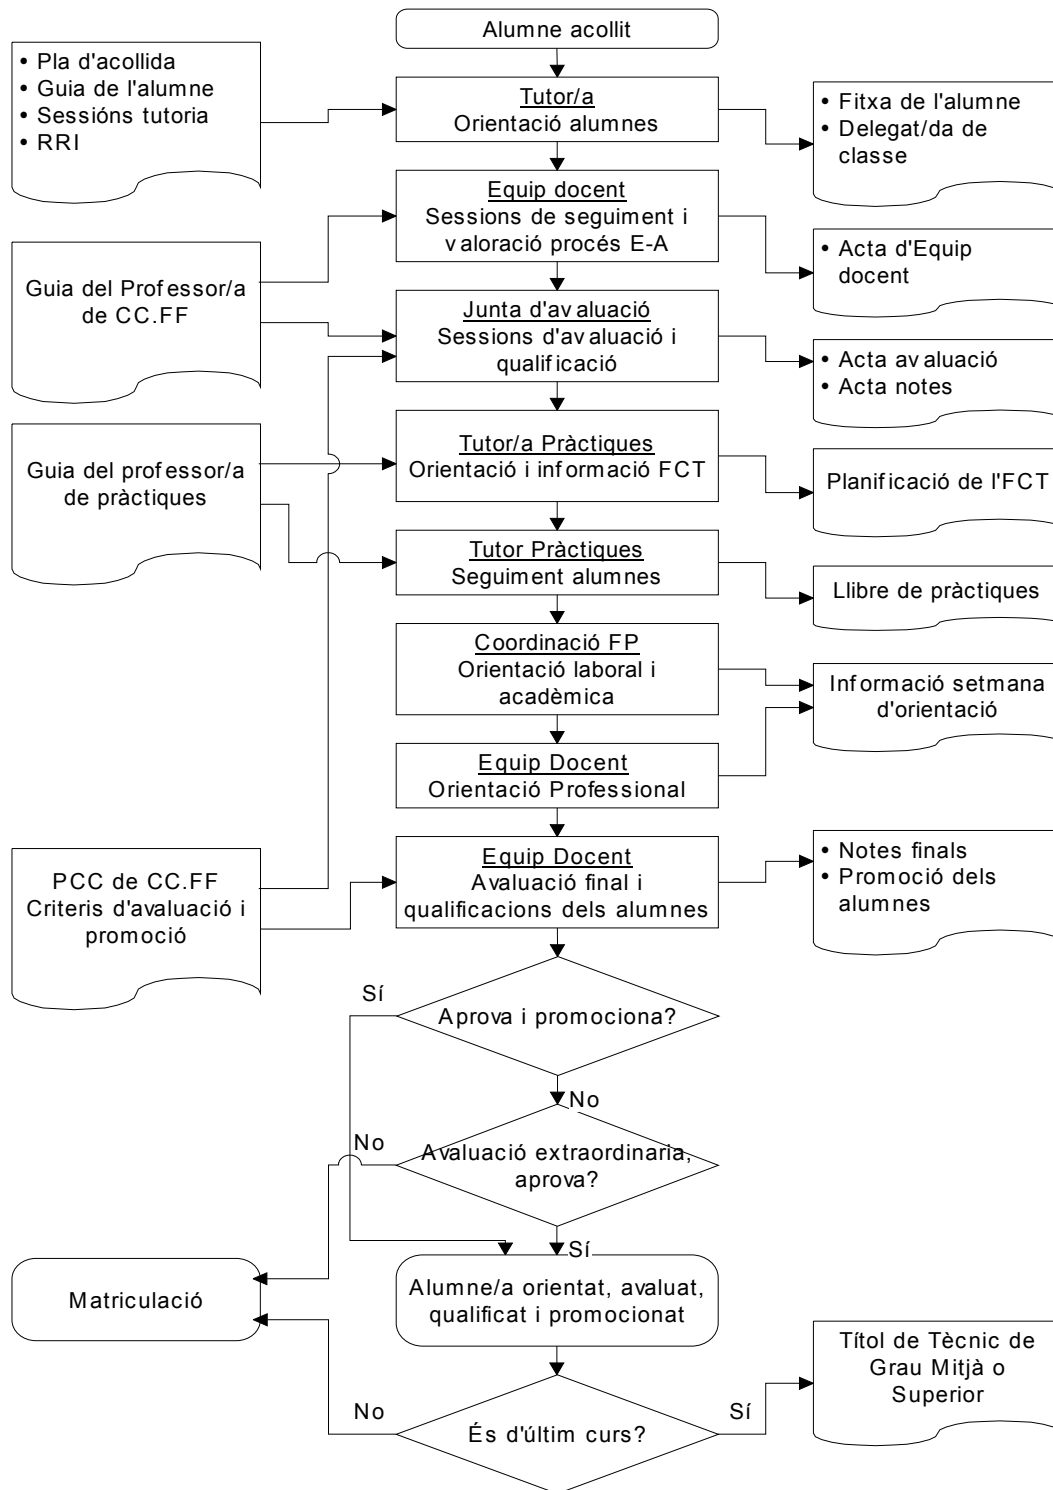 Alumne acollit
• Pla d'acollida
• Guia de l'alumne
• Sessións tutoria
• RRI
Tutor/a
Orientació alumnes
• Fitxa de l'alumne
• Delegat/da de
classe
Equip docent
Sessions de seguiment i
valoració procés E-A
• Acta d'Equip
docent
Guia del Professor/a
de CC.FF
Junta d'avaluació
Sessions d'avaluació i
qualificació
• Acta avaluació
• Acta notes
Guia del professor/a
de pràctiques
Tutor/a Pràctiques
Orientació i informació FCT
Planificació de l'FCT
Tutor Pràctiques
Seguiment alumnes
Llibre de pràctiques
Coordinació FP
Orientació laboral i
acadèmica
Informació setmana
d'orientació
Equip Docent
Orientació Professional
PCC de CC.FF
Criteris d'avaluació i
promoció
Equip Docent
Avaluació final i
qualificacions dels alumnes
• Notes finals
• Promoció dels
alumnes
Sí
Aprova i promociona?
No
No
Avaluació extraordinaria,
aprova?
Sí
Matriculació
Alumne/a orientat, avaluat,
qualificat i promocionat
No
És d'últim curs?
Sí
Títol de Tècnic de
Grau Mitjà o
Superior